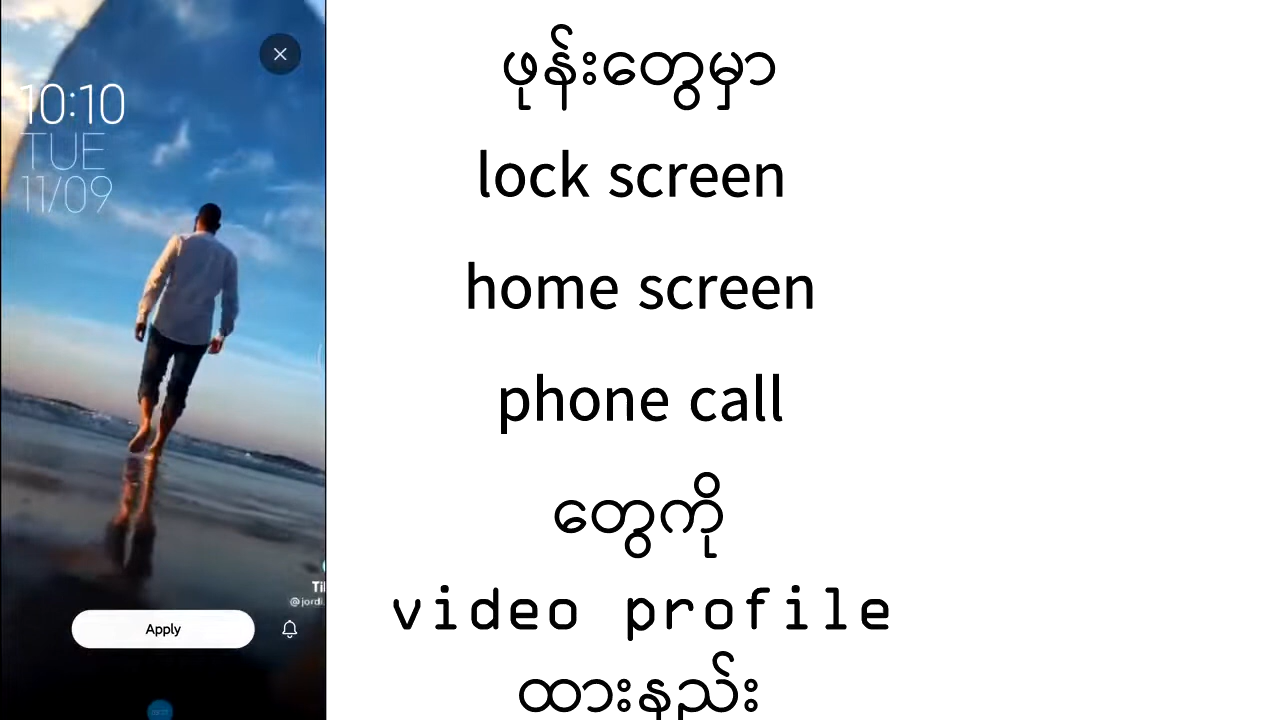 10:10
TUE
11/09
@jordi
Apply
ဖုန်းတွေမှာ
lock screen
home screen
phone call
တွေကို
video profile
ထားနည်း